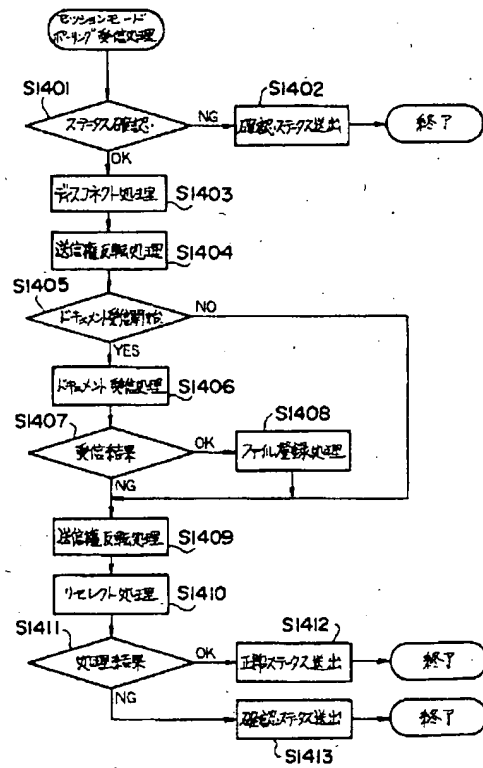 セッションモード
ポーリング受信処理
S1401
ステータス確認
NG
S1402
確認ステータス送出
終了
OK
ディスコネクト処理
S1403
送信権反転処理
S1404
S1405
ドキュメント受信開始
NO
YES
ドキュメント受信処理
S1406
S1407
受信結果
OK
S1408
ファイル登録処理
NG
送信権反転処理
S1409
リセレクト処理
S1410
S1411
処理結果
OK
S1412
正常ステータス送出
終了
NG
確認ステータス送出
終了
S1413